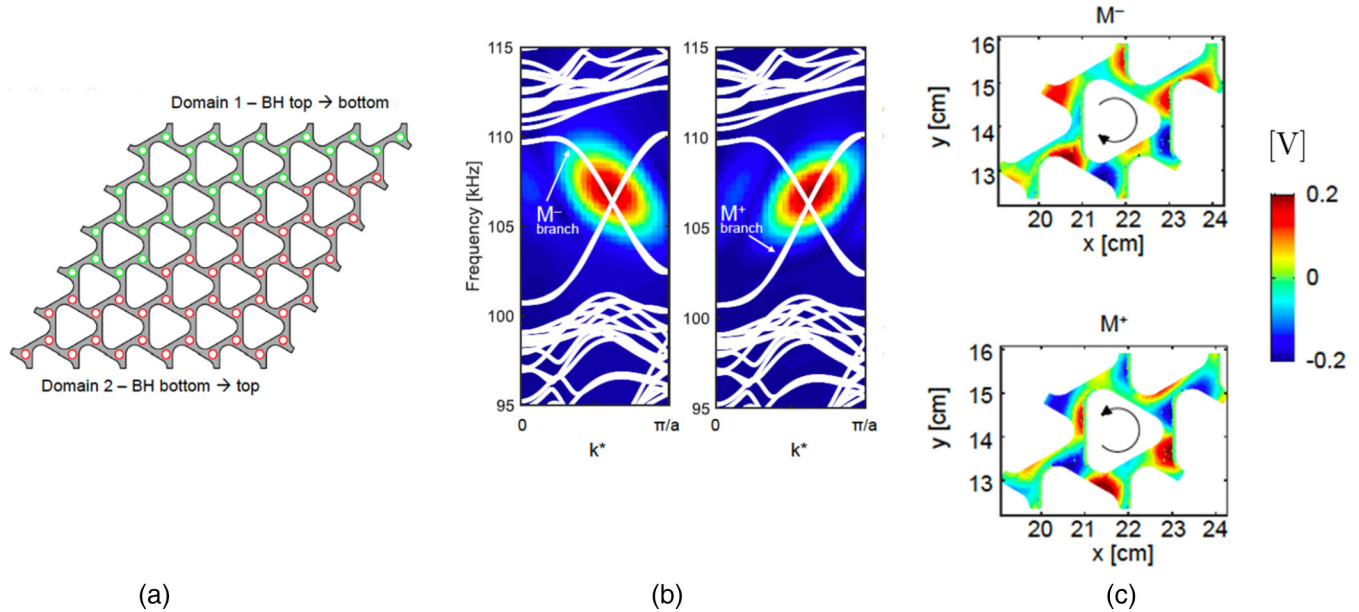 Domain 1 – BH top → bottom
Domain 2 – BH bottom → top
(a)
Frequency [kHz]
115
110
105
100
95
M⁻
branch
0
π/a
k*
115
110
105
100
95
M⁺
branch
0
π/a
k*
(b)
M⁻
y [cm]
16
15
14
13
20 21 22 23 24
x [cm]
M⁺
y [cm]
16
15
14
13
20 21 22 23 24
x [cm]
[V]
0.2
0
-0.2
(c)